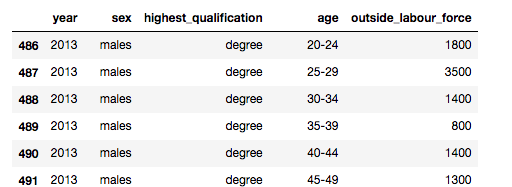 year sex highest_qualification age outside_labour_force
486 2013 males degree 20-24 1800
487 2013 males degree 25-29 3500
488 2013 males degree 30-34 1400
489 2013 males degree 35-39 800
490 2013 males degree 40-44 1400
491 2013 males degree 45-49 1300